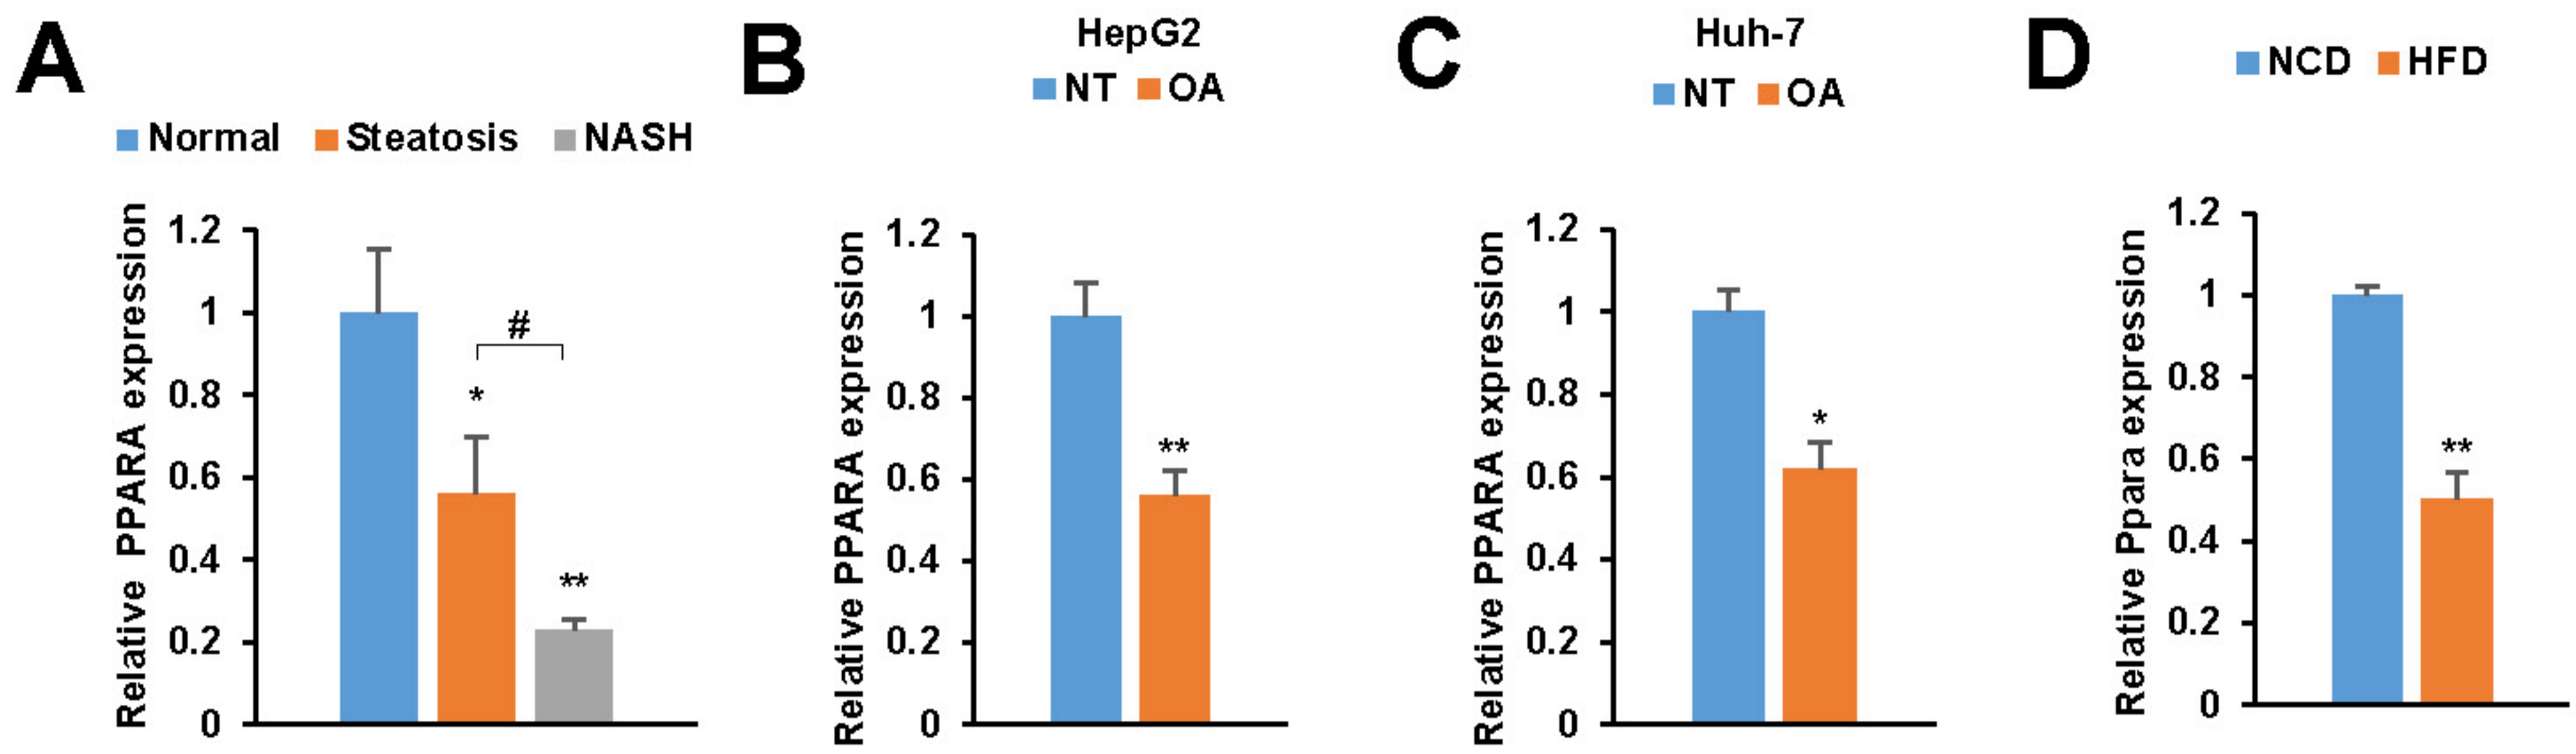 A
Normal Steatosis NASH
Relative PPARA expression
1.2
1
0.8
0.6
0.4
0.2
0
#
*
**
B
HepG2
NT OA
Relative PPARA expression
1.2
1
0.8
0.6
0.4
0.2
0
**
C
Huh-7
NT OA
Relative PPARA expression
1.2
1
0.8
0.6
0.4
0.2
0
*
D
NCD HFD
Relative Ppara expression
1.2
1
0.8
0.6
0.4
0.2
0
**